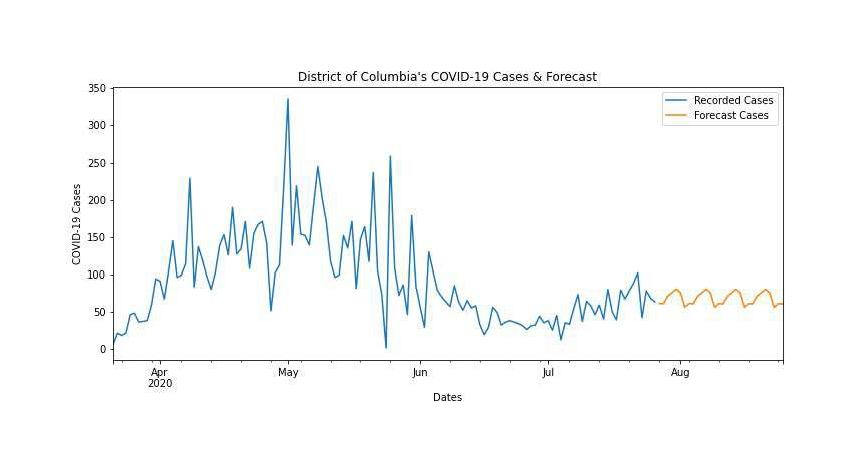 District of Columbia's COVID-19 Cases & Forecast
350
300
250
200
150
100
50
0
COVID-19 Cases
Recorded Cases
Forecast Cases
Apr
2020
May
Jun
Jul
Aug
Dates